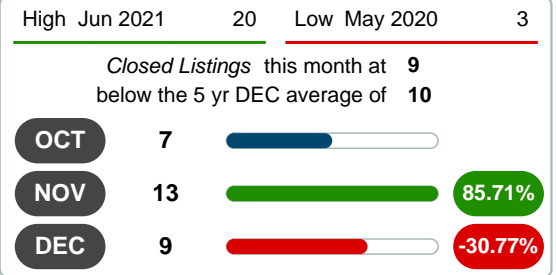 High Jun 2021 20 Low May 2020 3
Closed Listings this month at 9
below the 5 yr DEC average of 10
OCT 7
NOV 13 85.71%
DEC 9 -30.77%